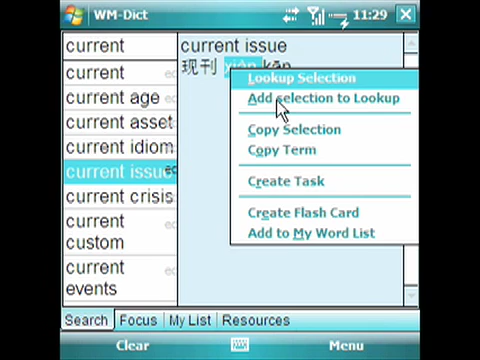 WM-Dict
11:29
current
current
current age
current asset
current idiom
current issue
current crisis
current
custom
current
events
current issue
现刊 xiàn kān
Lookup Selection
Add selection to Lookup
Copy Selection
Copy Term
Create Task
Create Flash Card
Add to My Word List
Search
Focus
My List
Resources
Clear
Menu